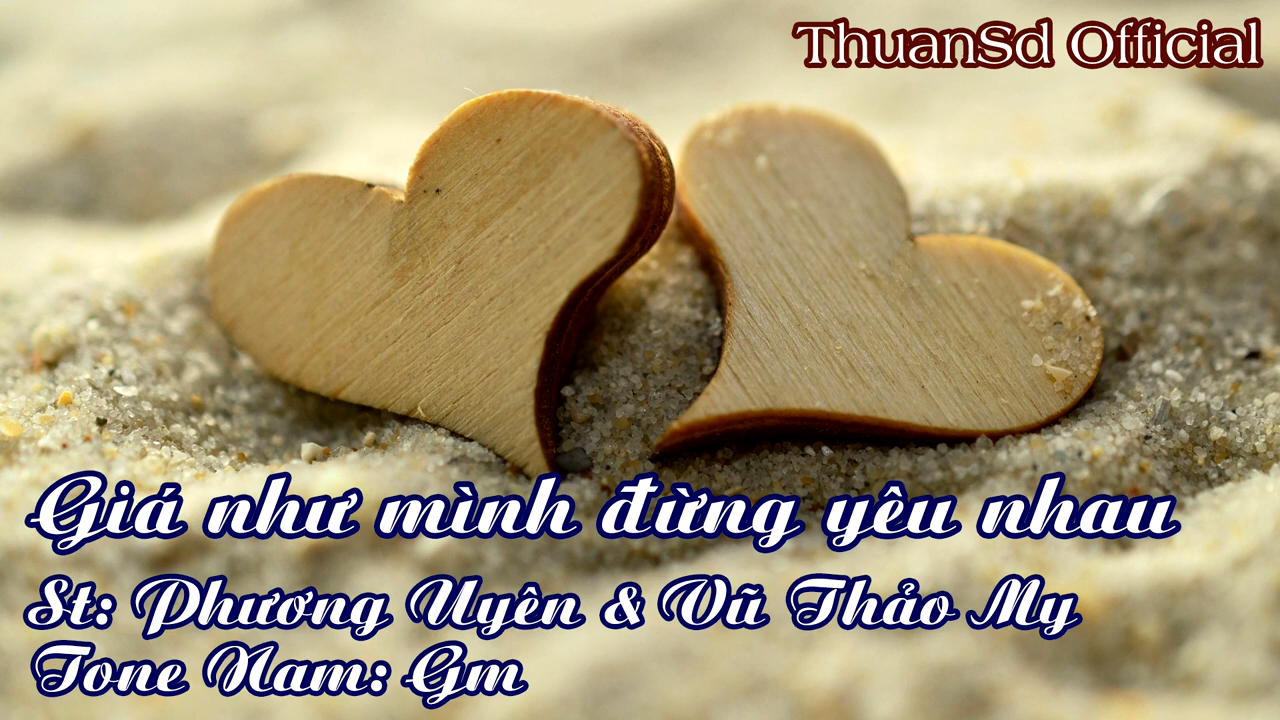 ThuanSd Official
Giá như mình đừng yêu nhau
St: Phương Uyên & Vũ Thảo My
Tone Nam: Gm